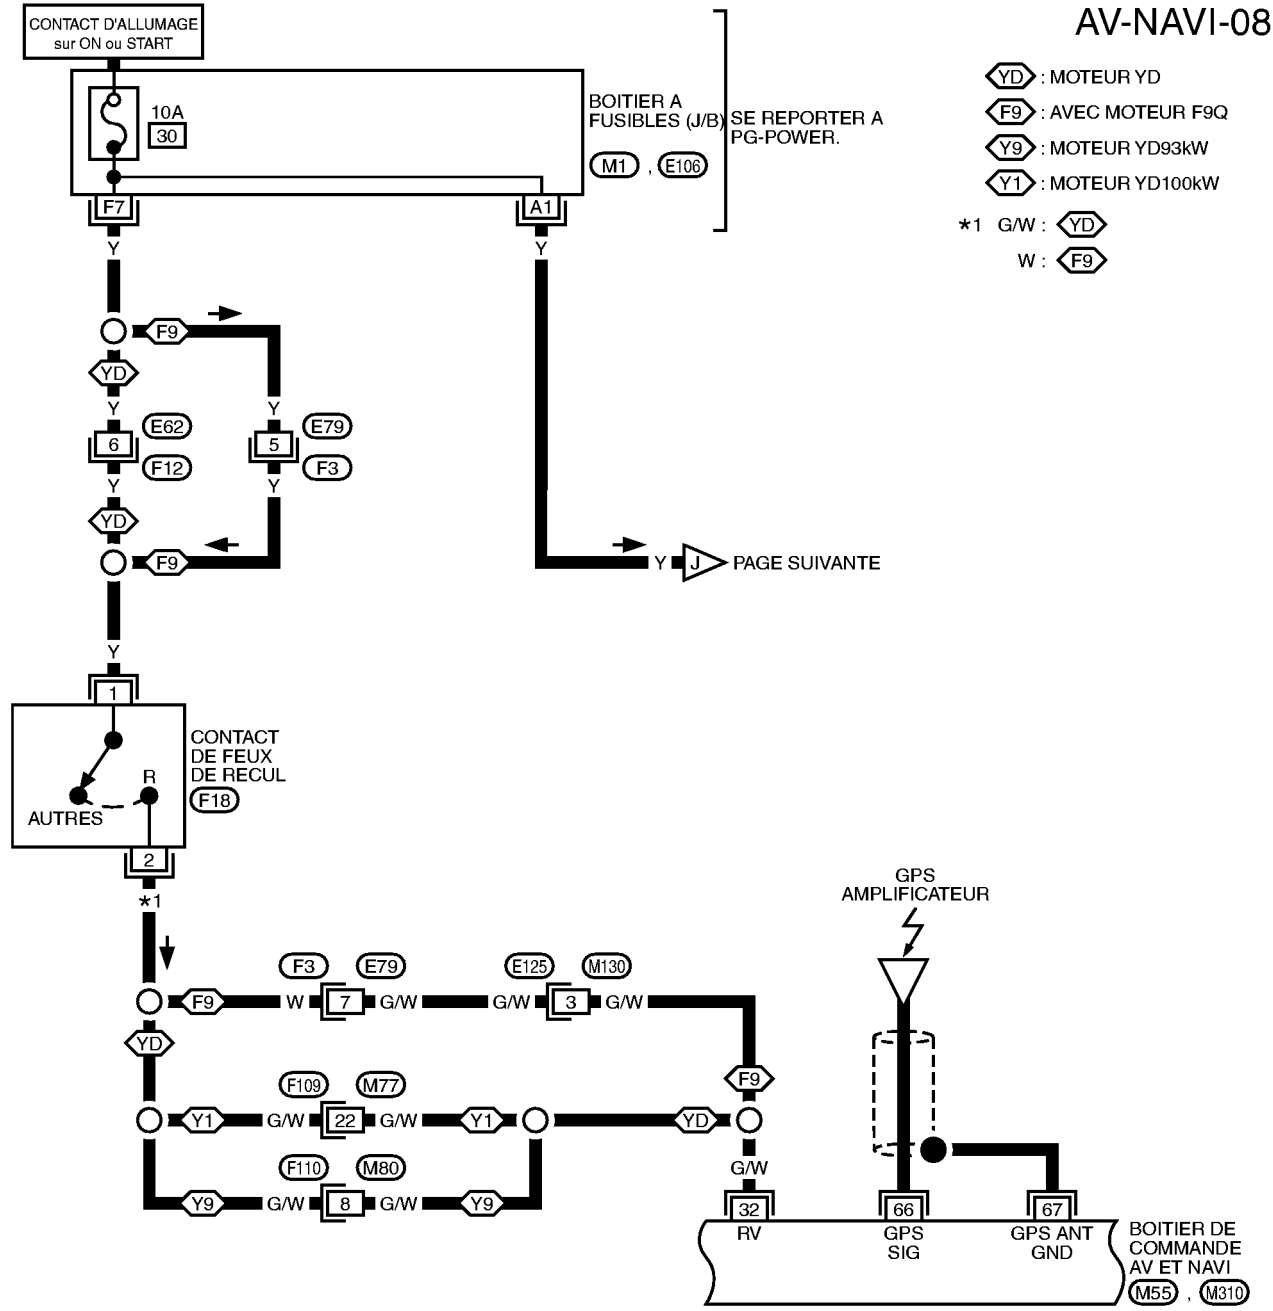 AV-NAVI-08
CONTACT D'ALLUMAGE
sur ON ou START
10A
30
BOITIER A
FUSIBLES (J/B)
M1 , E106
SE REPORTER A
PG-POWER.
YD : MOTEUR YD
F9 : AVEC MOTEUR F9Q
Y9 : MOTEUR YD93kW
Y1 : MOTEUR YD100kW
*1 G/W : YD
W : F9
F7
A1
Y
Y
F9
YD
Y
Y
6
E62
F12
5
E79
F3
Y
Y
YD
F9
Y
J
PAGE SUIVANTE
Y
1
CONTACT
DE FEUX
DE RECUL
F18
R
AUTRES
2
*1
GPS
AMPLIFICATEUR
F3
E79
E125
M130
F9
W
7
G/W
G/W
3
G/W
YD
F9
F109
M77
Y1
G/W
22
G/W
Y1
YD
F110
M80
G/W
Y9
G/W
8
G/W
Y9
32
66
67
RV
GPS
SIG
GPS ANT
GND
BOITIER DE
COMMANDE
AV ET NAVI
M55 , M310